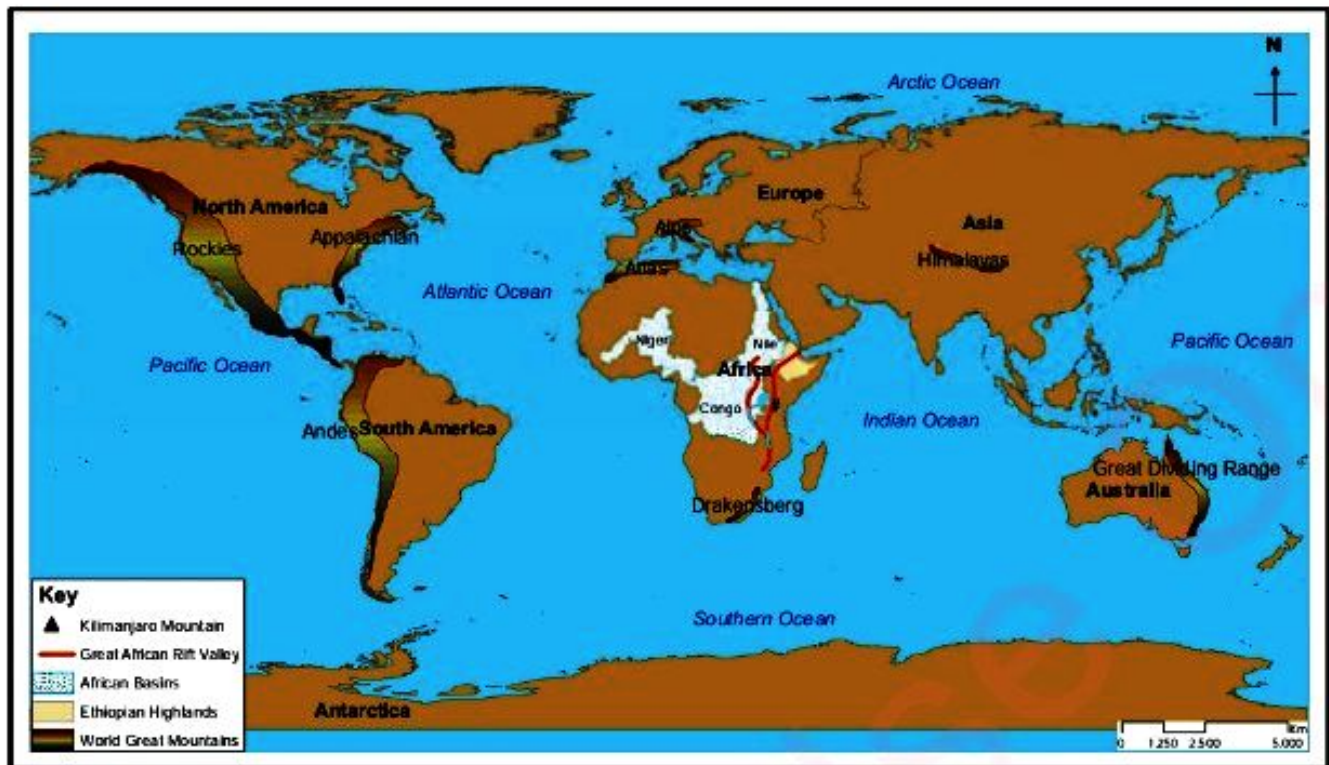 N
Arctic Ocean
Europe
North America
Asia
Alps
Appalachian
Rockies
Himalayas
Atlas
Atlantic Ocean
Niger
Nile
Pacific Ocean
Pacific Ocean
Africa
Congo
Indian Ocean
Andes
South America
Great Dividing Range
Australia
Drakensberg
Key
Kilimanjaro Mountain
Great African Rift Valley
African Basins
Ethiopian Highlands
World Great Mountains
Southern Ocean
Antarctica
Km
0 1.250 2.500 5.000